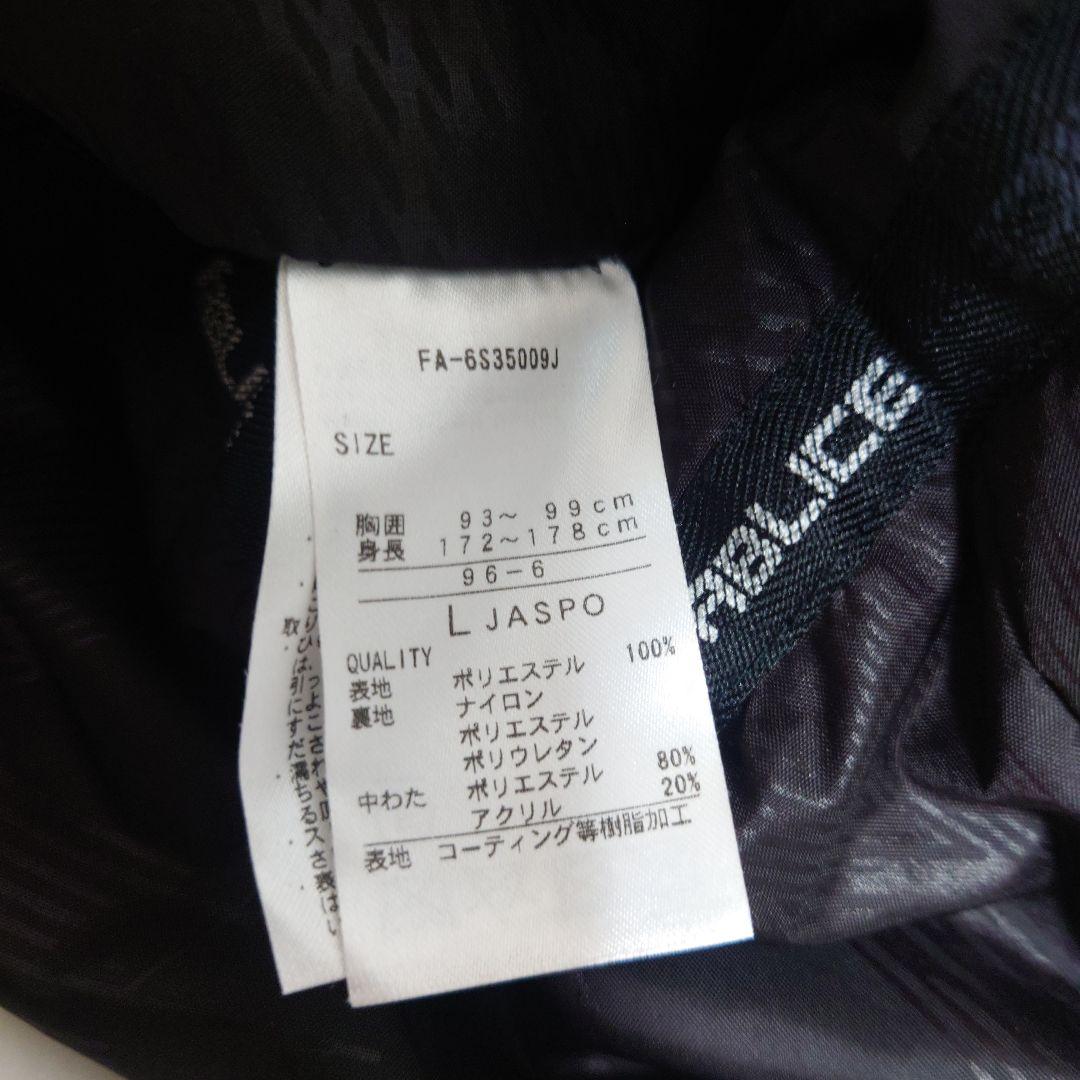 FA-6S35009J
SIZE
胸囲 93~ 99cm
身長 172~178cm
96-6
L JASPO
QUALITY
表地 ポリエステル 100%
裏地 ナイロン
ポリエステル
ポリウレタン
中わた ポリエステル 80%
アクリル 20%
表地 コーティング等樹脂加工
ABLICE